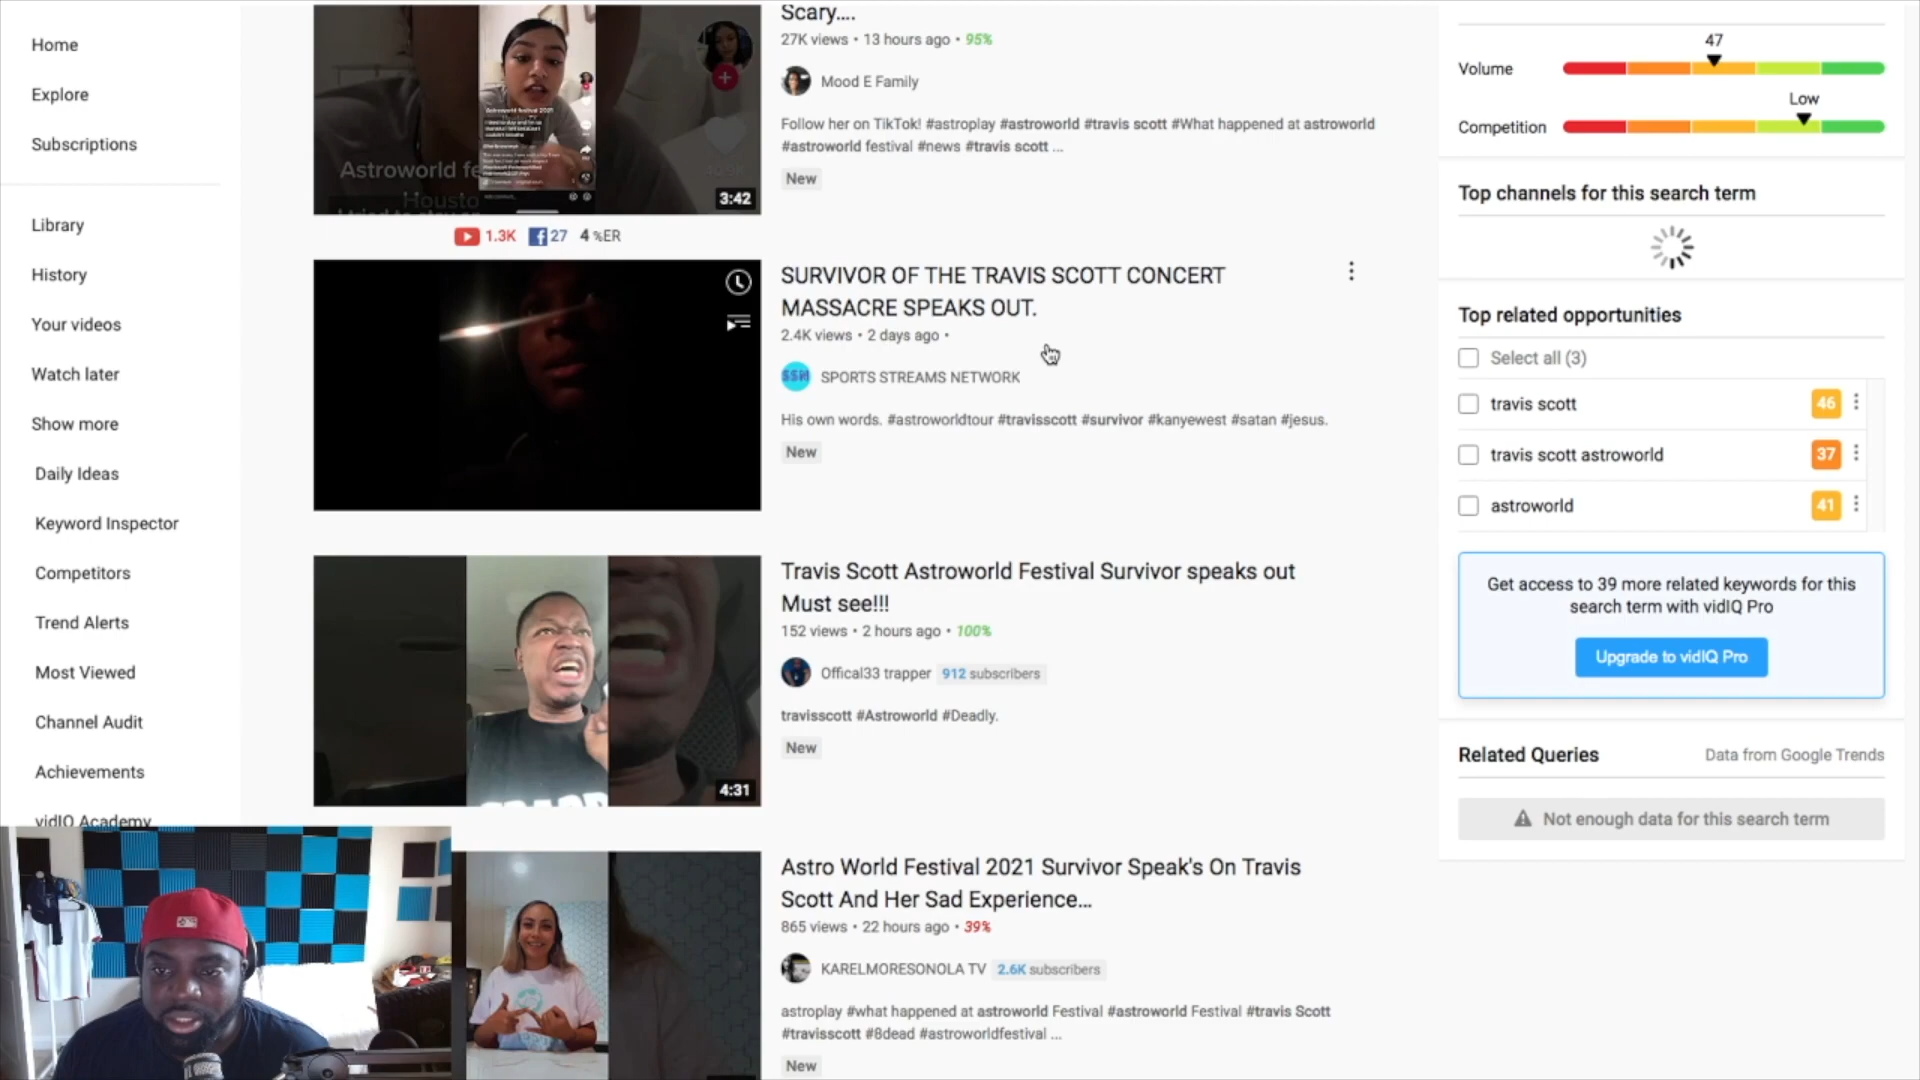 Home
Explore
Subscriptions
Library
History
Your videos
Watch later
Show more
Daily Ideas
Keyword Inspector
Competitors
Trend Alerts
Most Viewed
Channel Audit
Achievements
vidIQ Academy
Astroworld festival 2021
Astroworld fe
Housto
3:42
1.3K 27 4 %ER
Scary....
27K views • 13 hours ago • 95%
Mood E Family
Follow her on TikTok! #astroplay #astroworld #travis scott #What happened at astroworld
#astroworld festival #news #travis scott ...
New
SURVIVOR OF THE TRAVIS SCOTT CONCERT
MASSACRE SPEAKS OUT.
2.4K views • 2 days ago •
SSN SPORTS STREAMS NETWORK
His own words. #astroworldtour #travisscott #survivor #kanyewest #satan #jesus.
New
4:31
Travis Scott Astroworld Festival Survivor speaks out
Must see!!!
152 views • 2 hours ago • 100%
Offical33 trapper 912 subscribers
travisscott #Astroworld #Deadly.
New
Astro World Festival 2021 Survivor Speak's On Travis
Scott And Her Sad Experience...
865 views • 22 hours ago • 39%
KARELMORESONOLA TV 2.6K subscribers
astroplay #what happened at astroworld Festival #astroworld Festival #travis Scott
#travisscott #8dead #astroworldfestival ...
New
47
Volume
Low
Competition
Top channels for this search term
Top related opportunities
Select all (3)
travis scott 46
travis scott astroworld 37
astroworld 41
Get access to 39 more related keywords for this
search term with vidIQ Pro
Upgrade to vidIQ Pro
Related Queries Data from Google Trends
Not enough data for this search term